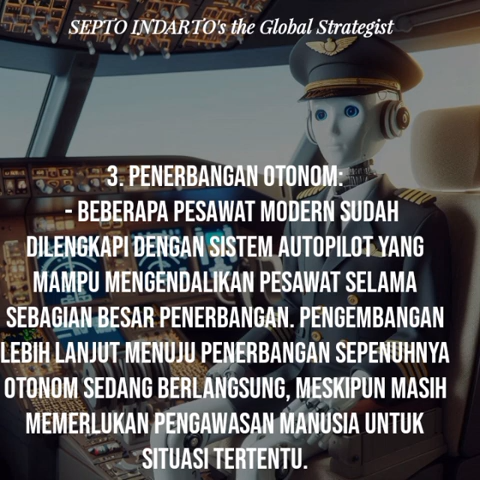 SEPTO INDARTO's the Global Strategist
3. PENERBANGAN OTONOM:
- BEBERAPA PESAWAT MODERN SUDAH
DILENGKAPI DENGAN SISTEM AUTOPILOT YANG
MAMPU MENGENDALIKAN PESAWAT SELAMA
SEBAGIAN BESAR PENERBANGAN. PENGEMBANGAN
LEBIH LANJUT MENUJU PENERBANGAN SEPENUHNYA
OTONOM SEDANG BERLANGSUNG, MESKIPUN MASIH
MEMERLUKAN PENGAWASAN MANUSIA UNTUK
SITUASI TERTENTU.